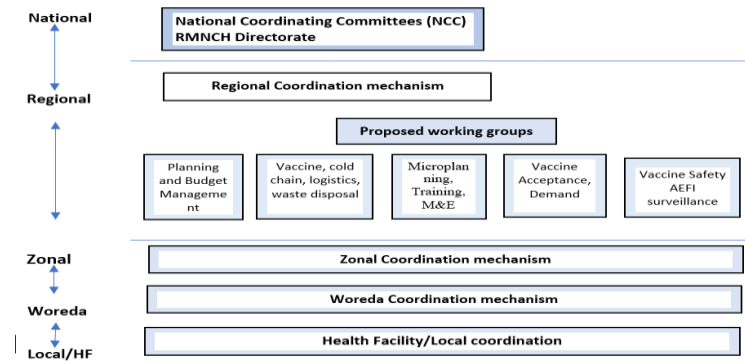 National
National Coordinating Committees (NCC)
RMNCH Directorate
Regional
Regional Coordination mechanism
Proposed working groups
Planning
and Budget
Manageme
nt
Vaccine, cold
chain, logistics,
waste disposal
Microplan
ning,
Training,
M&E
Vaccine
Acceptance,
Demand
Vaccine Safety
AEFI
surveillance
Zonal
Zonal Coordination mechanism
Woreda
Woreda Coordination mechanism
Local/HF
Health Facility/Local coordination